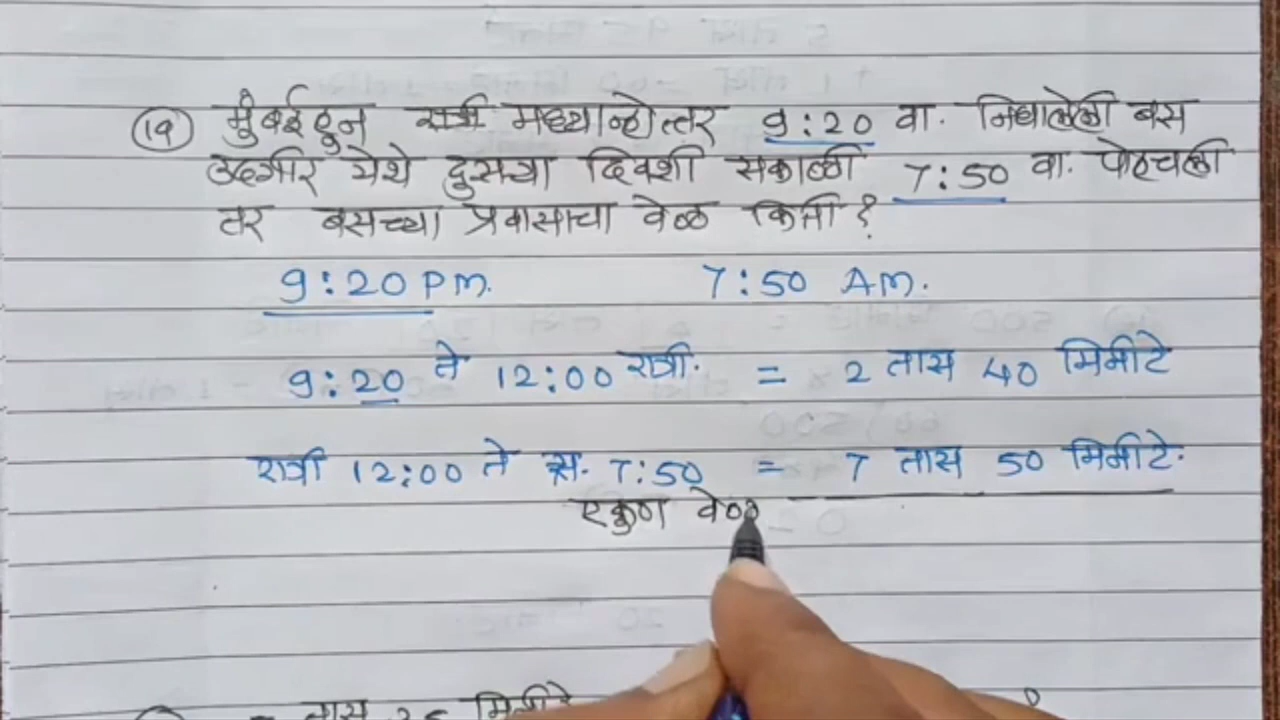 19 मुंबईहुन मध्यान्होत्तर 9:20 वा. निघालेली बस
उदगीर येथे दुसऱ्या दिवशी सकाळी 7:50 वा. पोहचली
तर बसच्या प्रवासाचा वेळ किती?
9:20 PM. 7:50 AM.
9:20 ते 12:00 रात्री. = 2 तास 40 मिनीटे
रात्री 12:00 ते स. 7:50 = 7 तास 50 मिनीटे.
एकुण वेळ
तास मिनीटे